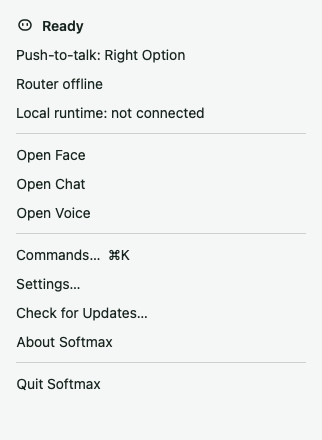 Ready
Push-to-talk: Right Option
Router offline
Local runtime: not connected
Open Face
Open Chat
Open Voice
Commands... ⌘K
Settings...
Check for Updates...
About Softmax
Quit Softmax